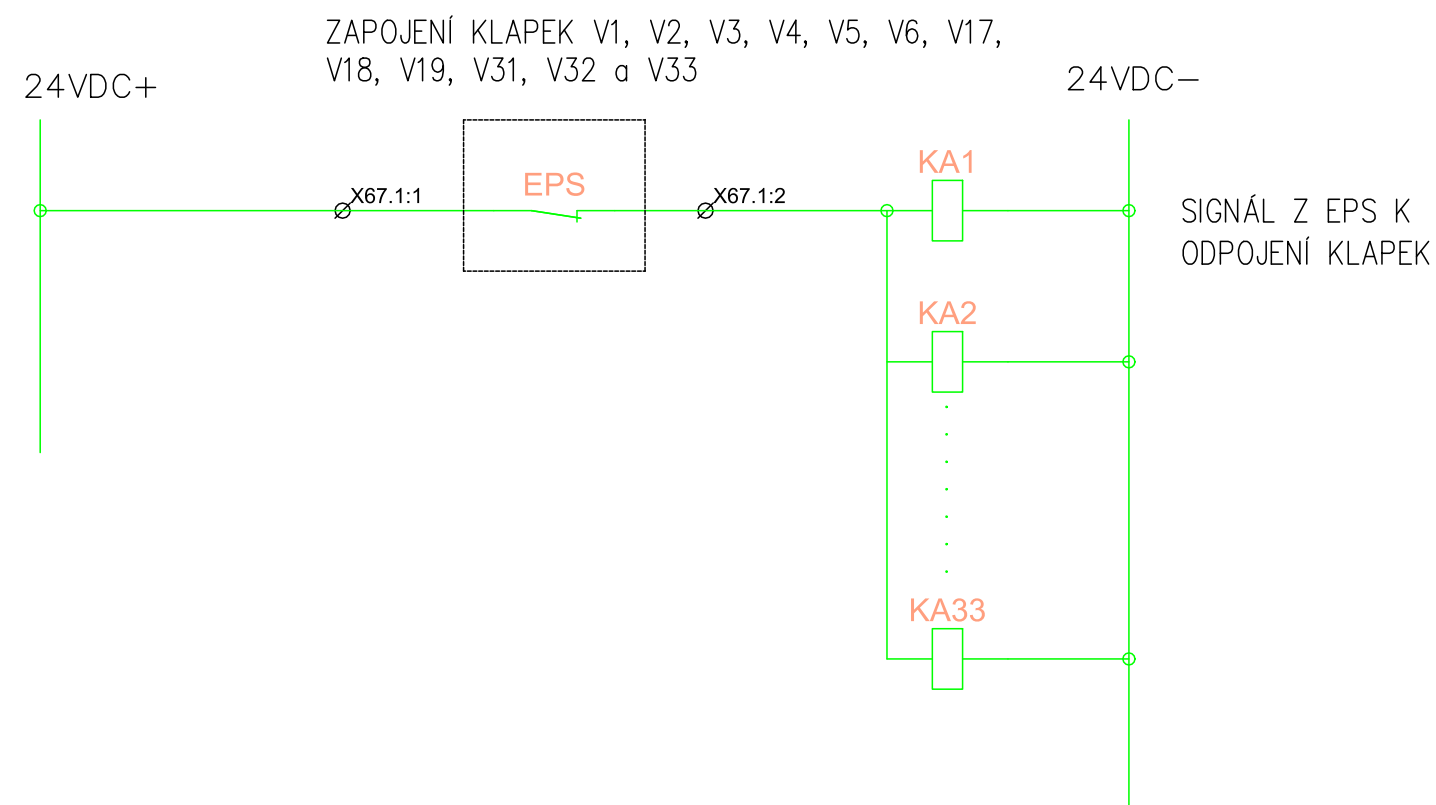 ZAPOJENÍ KLAPEK V1, V2, V3, V4, V5, V6, V17,
V18, V19, V31, V32 a V33
24VDC+
24VDC−
X67.1:1
EPS
X67.1:2
KA1
SIGNÁL Z EPS K
ODPOJENÍ KLAPEK
KA2
KA33